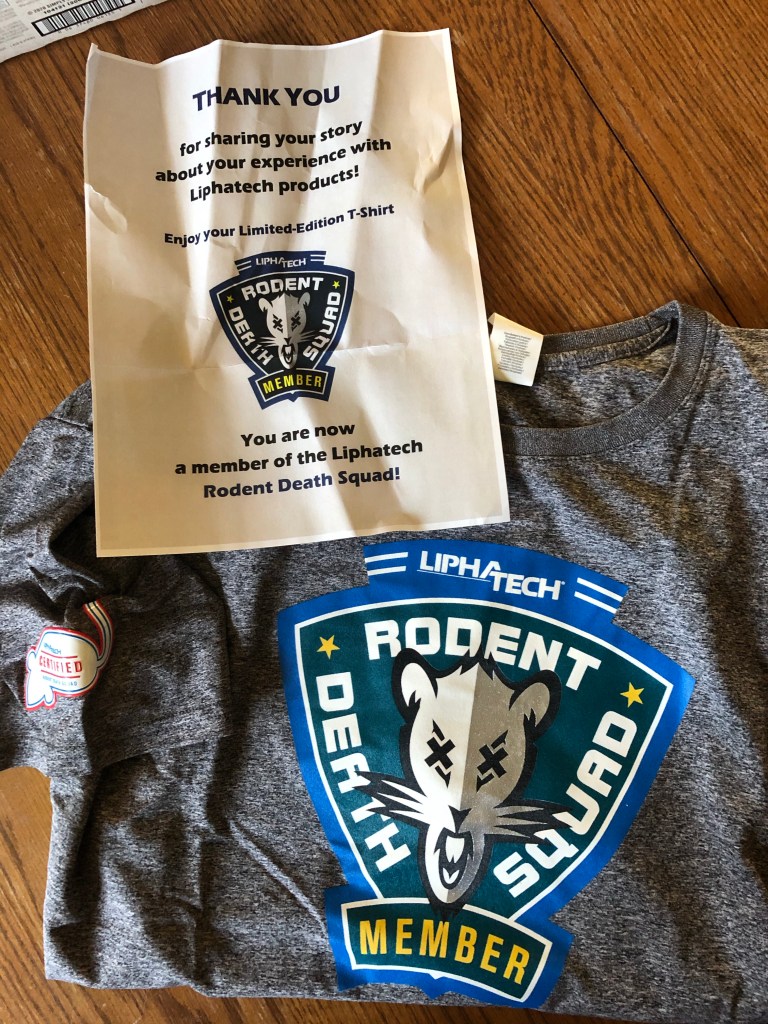 THANK YOU
for sharing your story
about your experience with
Liphatech products!
Enjoy your Limited-Edition T-Shirt
LIPHATECH
RODENT
DEATH SQUAD
MEMBER
You are now
a member of the Liphatech
Rodent Death Squad!
LIPHATECH®
RODENT
DEATH SQUAD
MEMBER
LIPHATECH
CERTIFIED